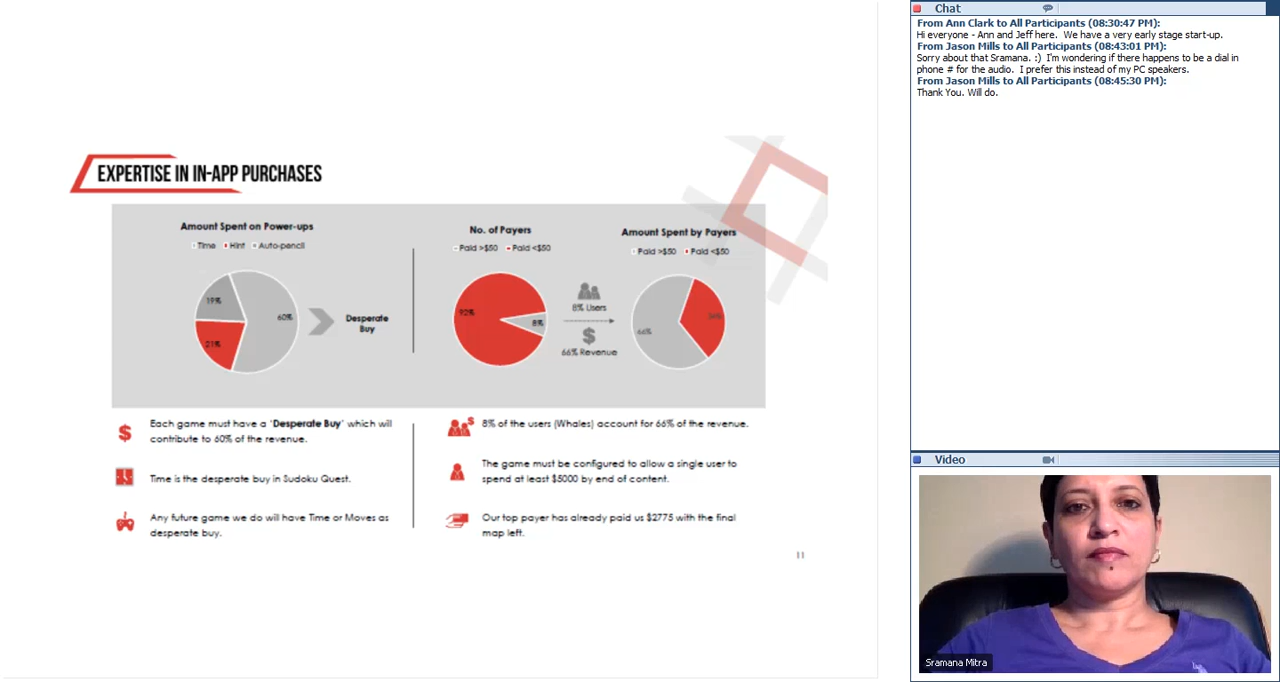 EXPERTISE IN IN-APP PURCHASES
Amount Spent on Power-ups
Time Hint Auto-pencil
19%
60%
21%
Desperate
Buy
No. of Payers
Paid >$50 Paid <$50
92%
8%
8% Users
66% Revenue
Amount Spent by Payers
Paid >$50 Paid <$50
66%
Each game must have a 'Desperate Buy' which will
contribute to 60% of the revenue.
Time is the desperate buy in Sudoku Quest.
Any future game we do will have Time or Moves as
desperate buy.
8% of the users (Whales) account for 66% of the revenue.
The game must be configured to allow a single user to
spend at least $5000 by end of content.
Our top payer has already paid us $2775 with the final
map left.
11
Chat
From Ann Clark to All Participants (08:30:47 PM):
Hi everyone - Ann and Jeff here. We have a very early stage start-up.
From Jason Mills to All Participants (08:43:01 PM):
Sorry about that Sramana. :) I'm wondering if there happens to be a dial in
phone # for the audio. I prefer this instead of my PC speakers.
From Jason Mills to All Participants (08:45:30 PM):
Thank You. Will do.
Video
Sramana Mitra